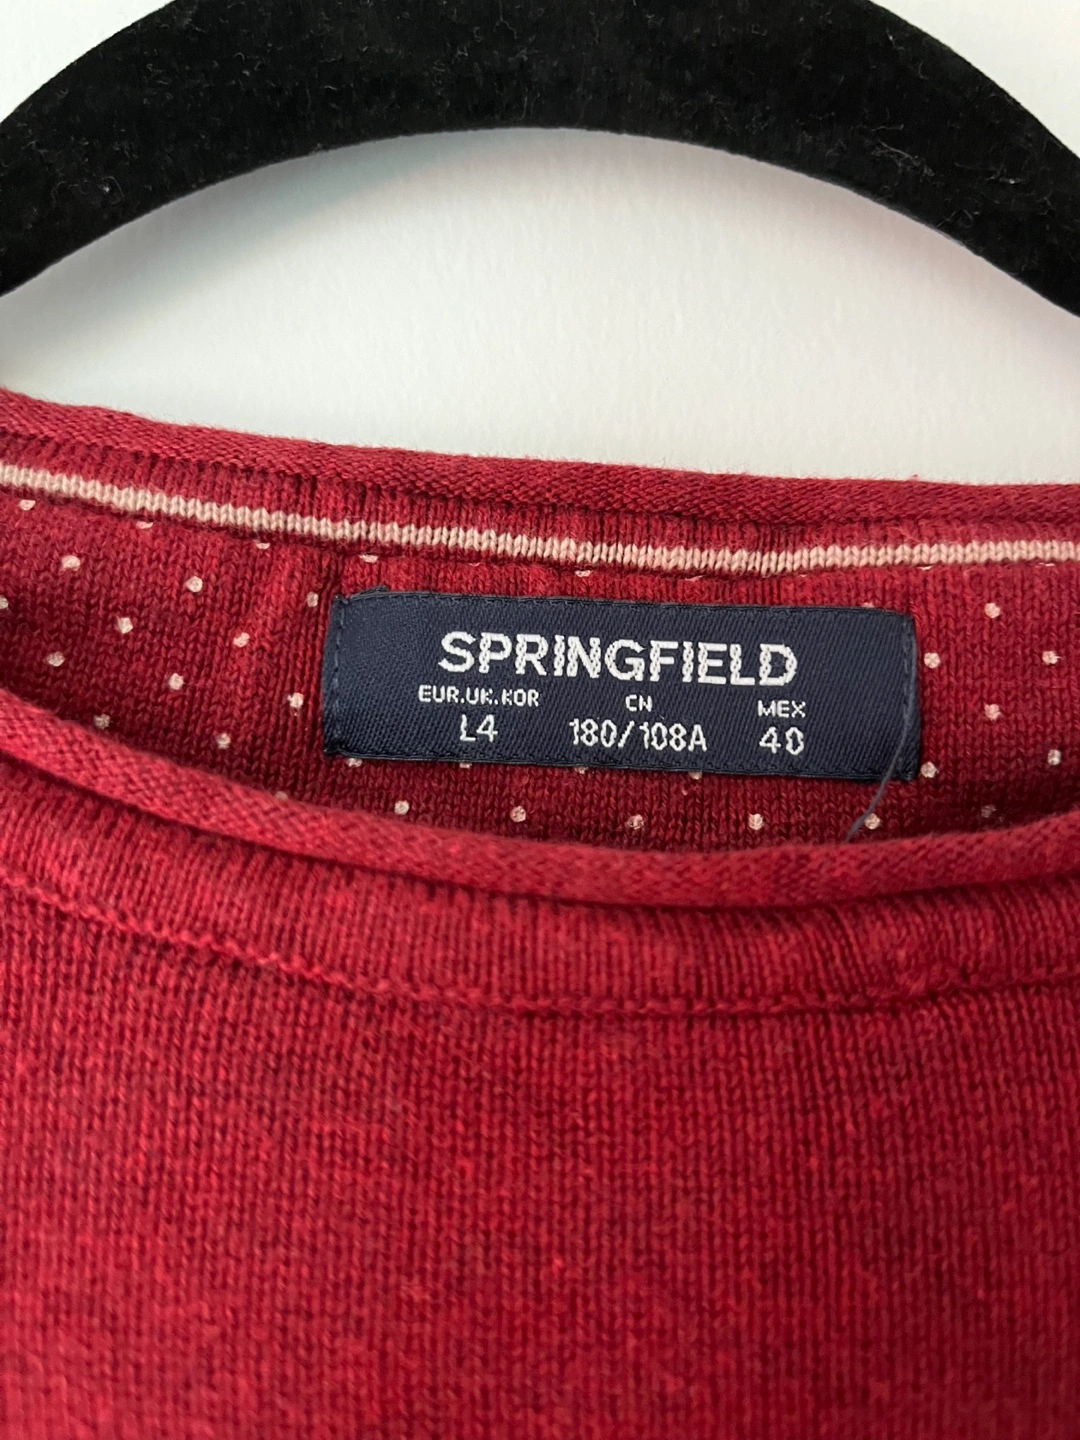 SPRINGFIELD
EUR.UK.KOR CN MEX
L4 180/108A 40